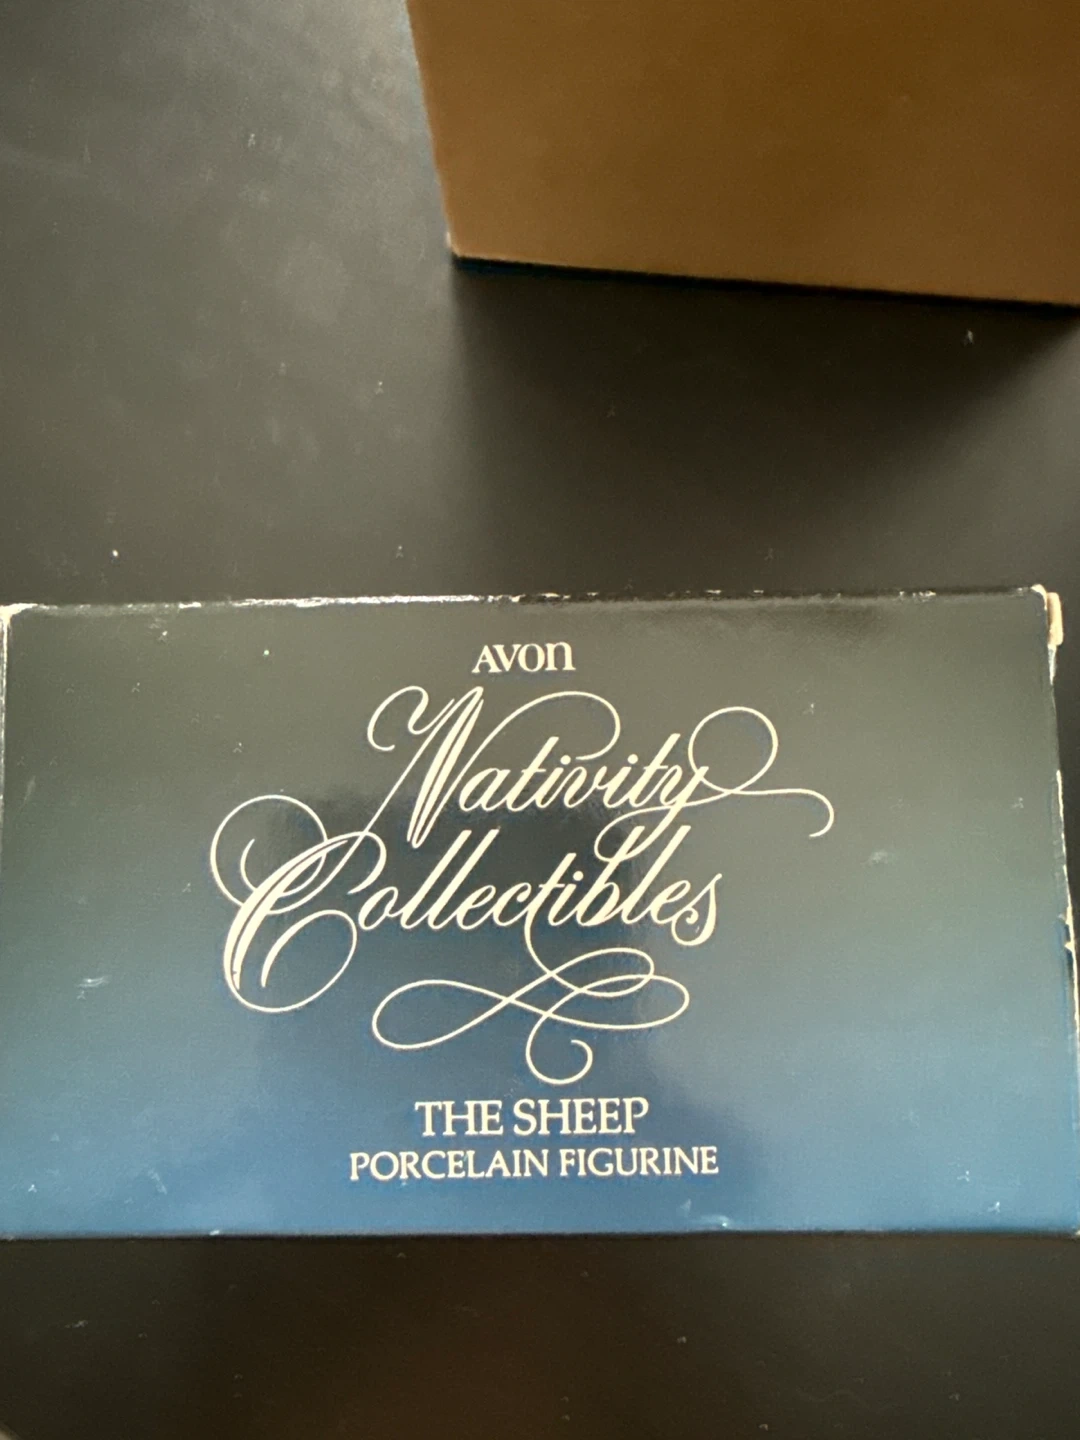 AVON
Nativity
Collectibles
THE SHEEP
PORCELAIN FIGURINE